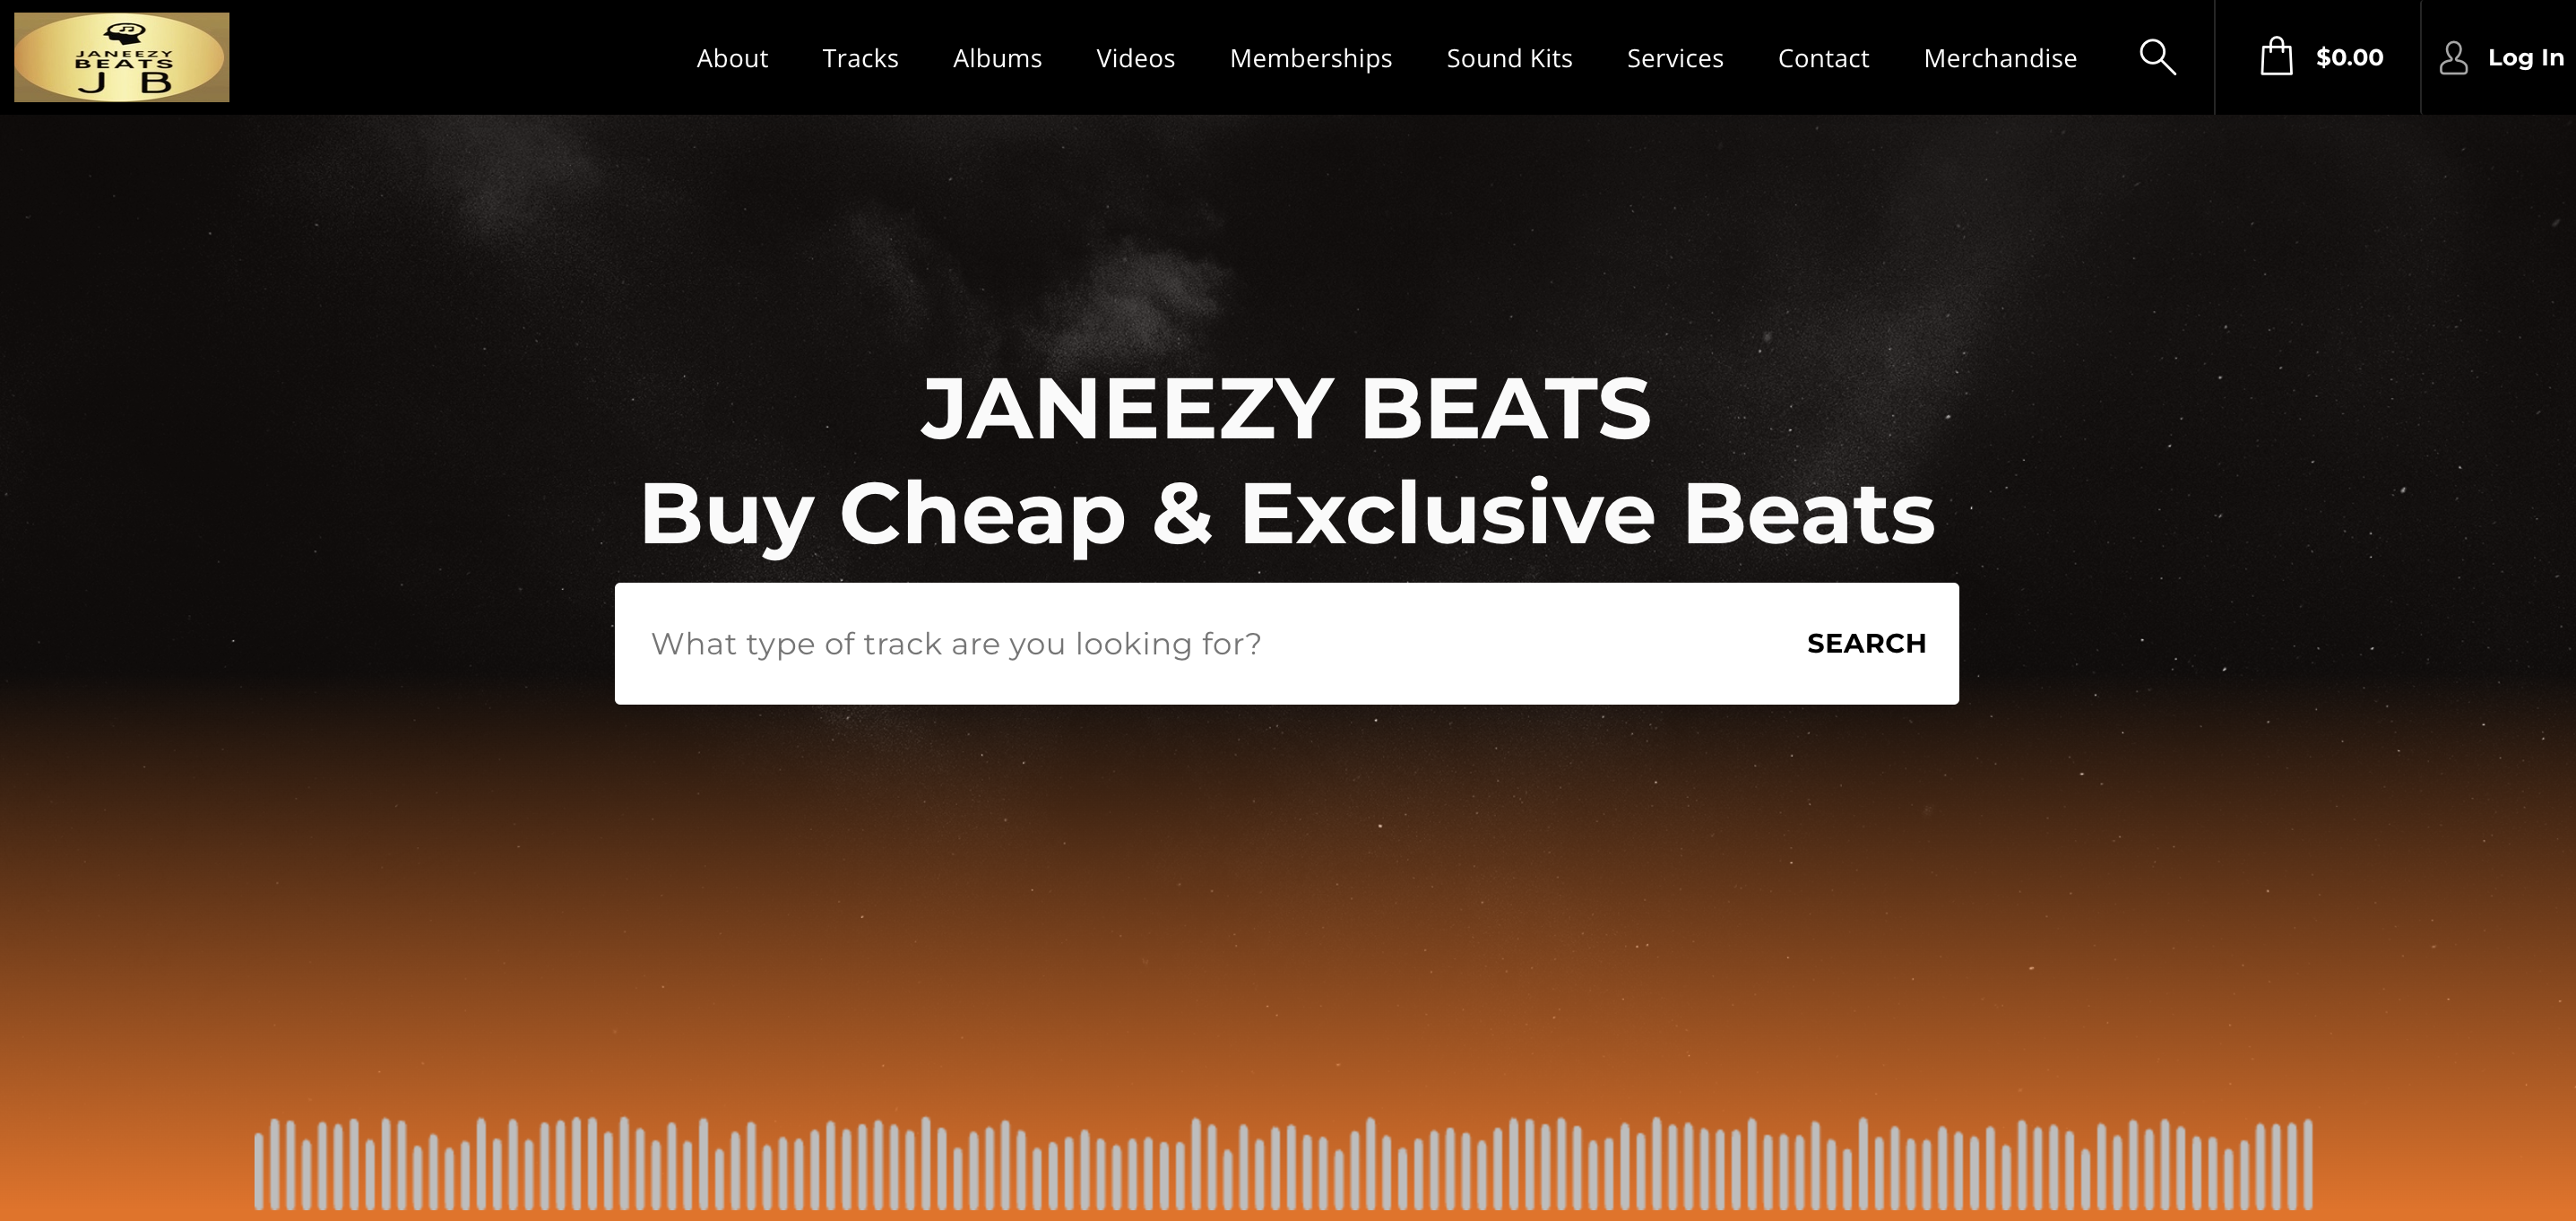 JANEEZY
BEATS
J B
About Tracks Albums Videos Memberships Sound Kits Services Contact Merchandise $0.00 Log In
JANEEZY BEATS
Buy Cheap & Exclusive Beats
What type of track are you looking for? SEARCH